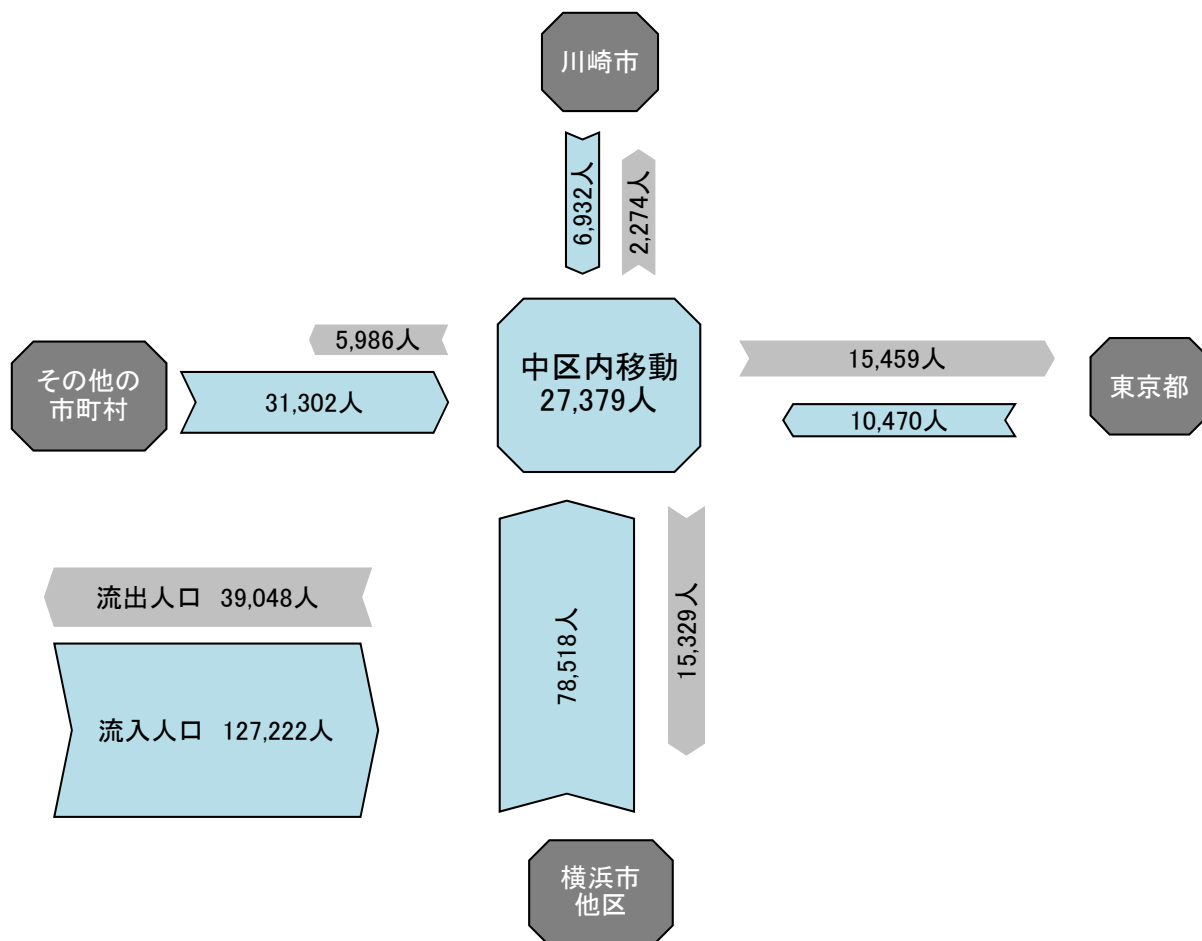 川崎市
6,932人
2,274人
中区内移動
27,379人
5,986人
31,302人
その他の
市町村
15,459人
10,470人
東京都
流出人口 39,048人
流入人口 127,222人
78,518人
15,329人
横浜市
他区